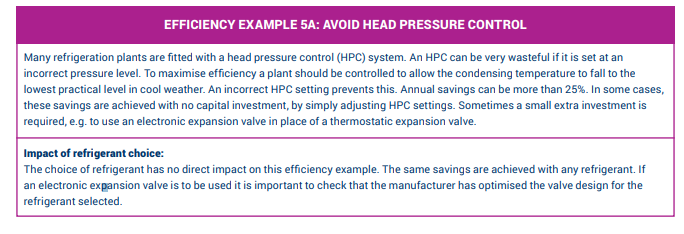 EFFICIENCY EXAMPLE 5A: AVOID HEAD PRESSURE CONTROL
Many refrigeration plants are fitted with a head pressure control (HPC) system. An HPC can be very wasteful if it is set at an
incorrect pressure level. To maximise efficiency a plant should be controlled to allow the condensing temperature to fall to the
lowest practical level in cool weather. An incorrect HPC setting prevents this. Annual savings can be more than 25%. In some cases,
these savings are achieved with no capital investment, by simply adjusting HPC settings. Sometimes a small extra investment is
required, e.g. to use an electronic expansion valve in place of a thermostatic expansion valve.
Impact of refrigerant choice:
The choice of refrigerant has no direct impact on this efficiency example. The same savings are achieved with any refrigerant. If
an electronic expansion valve is to be used it is important to check that the manufacturer has optimised the valve design for the
refrigerant selected.